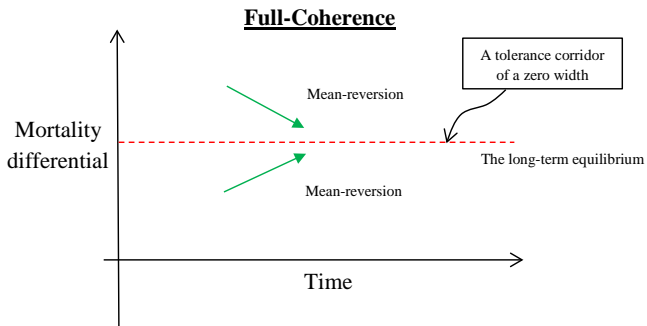 Full-Coherence
A tolerance corridor
of a zero width
Mean-reversion
Mortality
differential
The long-term equilibrium
Mean-reversion
Time